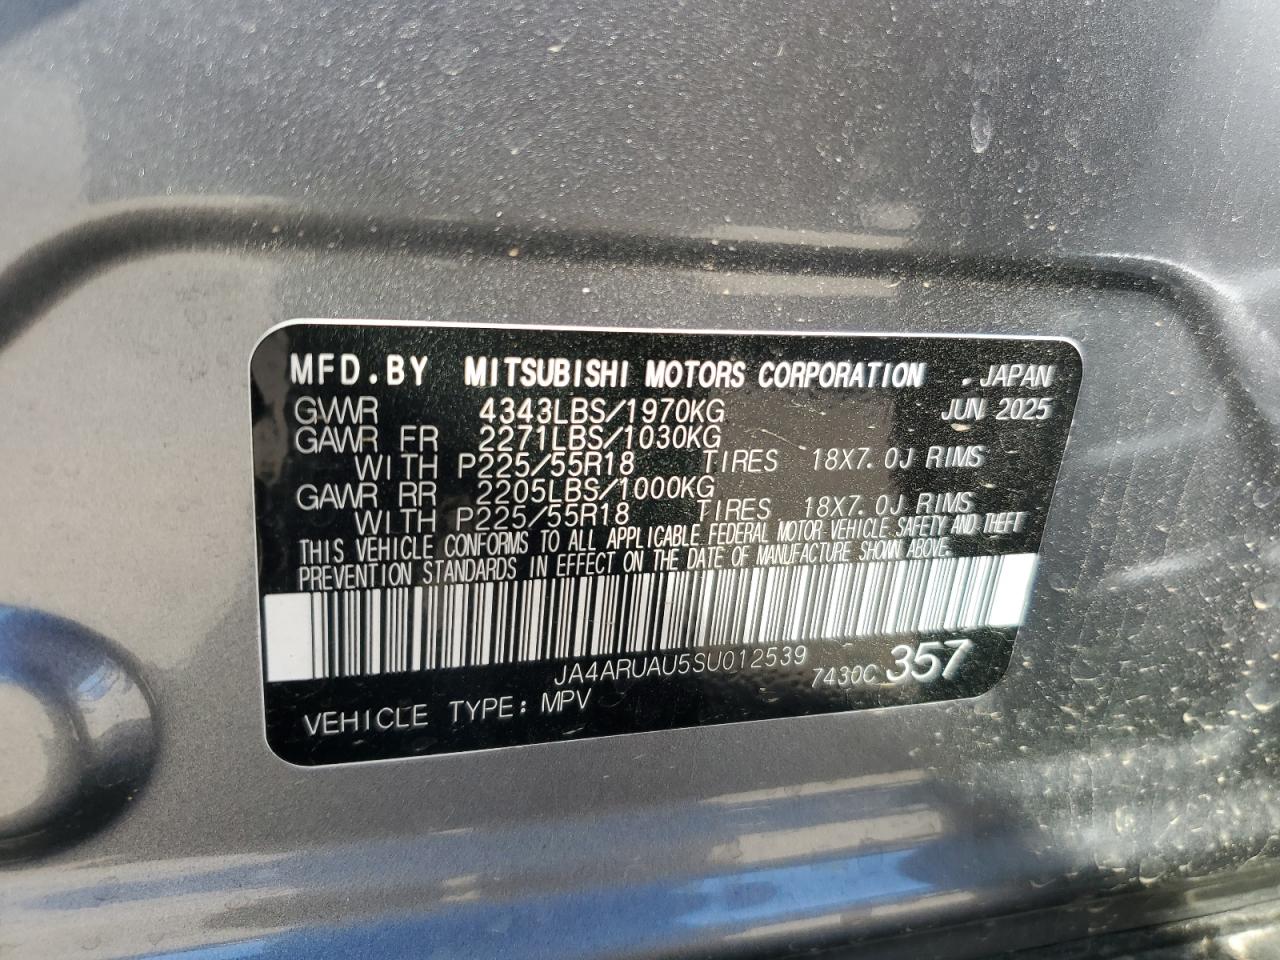 MFD.BY MITSUBISHI MOTORS CORPORATION . JAPAN
GVWR 4343LBS/1970KG JUN 2025
GAWR FR 2271LBS/1030KG
WITH P225/55R18 TIRES 18X7.0J RIMS
GAWR RR 2205LBS/1000KG
WITH P225/55R18 TIRES 18X7.0J RIMS
THIS VEHICLE CONFORMS TO ALL APPLICABLE FEDERAL MOTOR VEHICLE SAFETY AND THEFT
PREVENTION STANDARDS IN EFFECT ON THE DATE OF MANUFACTURE SHOWN ABOVE.
JA4ARUAU5SU012539 7430C 357
VEHICLE TYPE: MPV